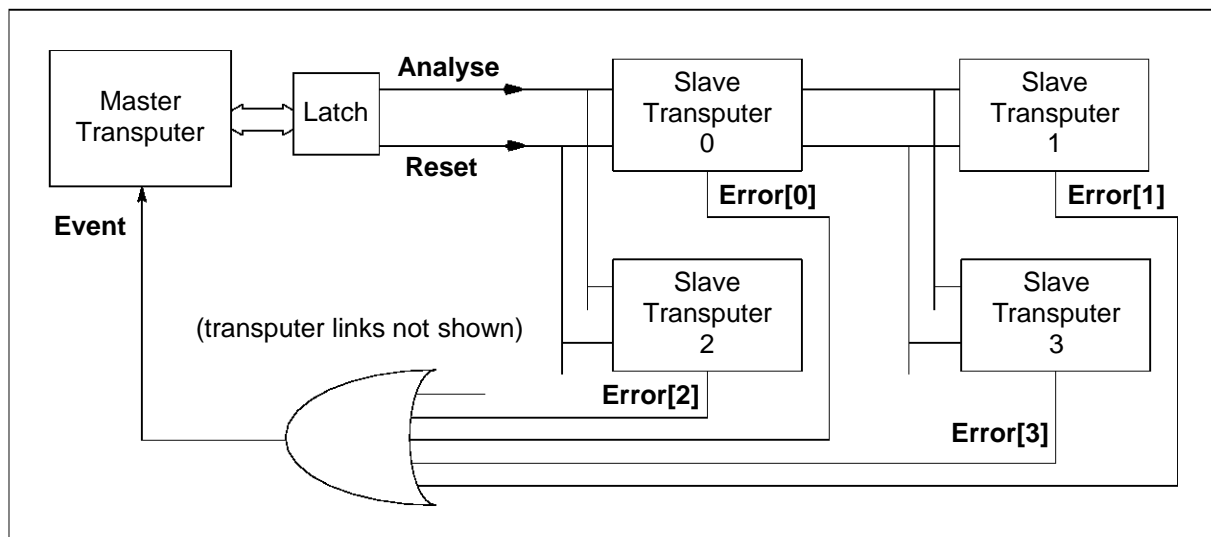 Master
Transputer
Latch
Analyse
Reset
Slave
Transputer
0
Slave
Transputer
1
Error[0]
Error[1]
Event
Slave
Transputer
2
Slave
Transputer
3
(transputer links not shown)
Error[2]
Error[3]